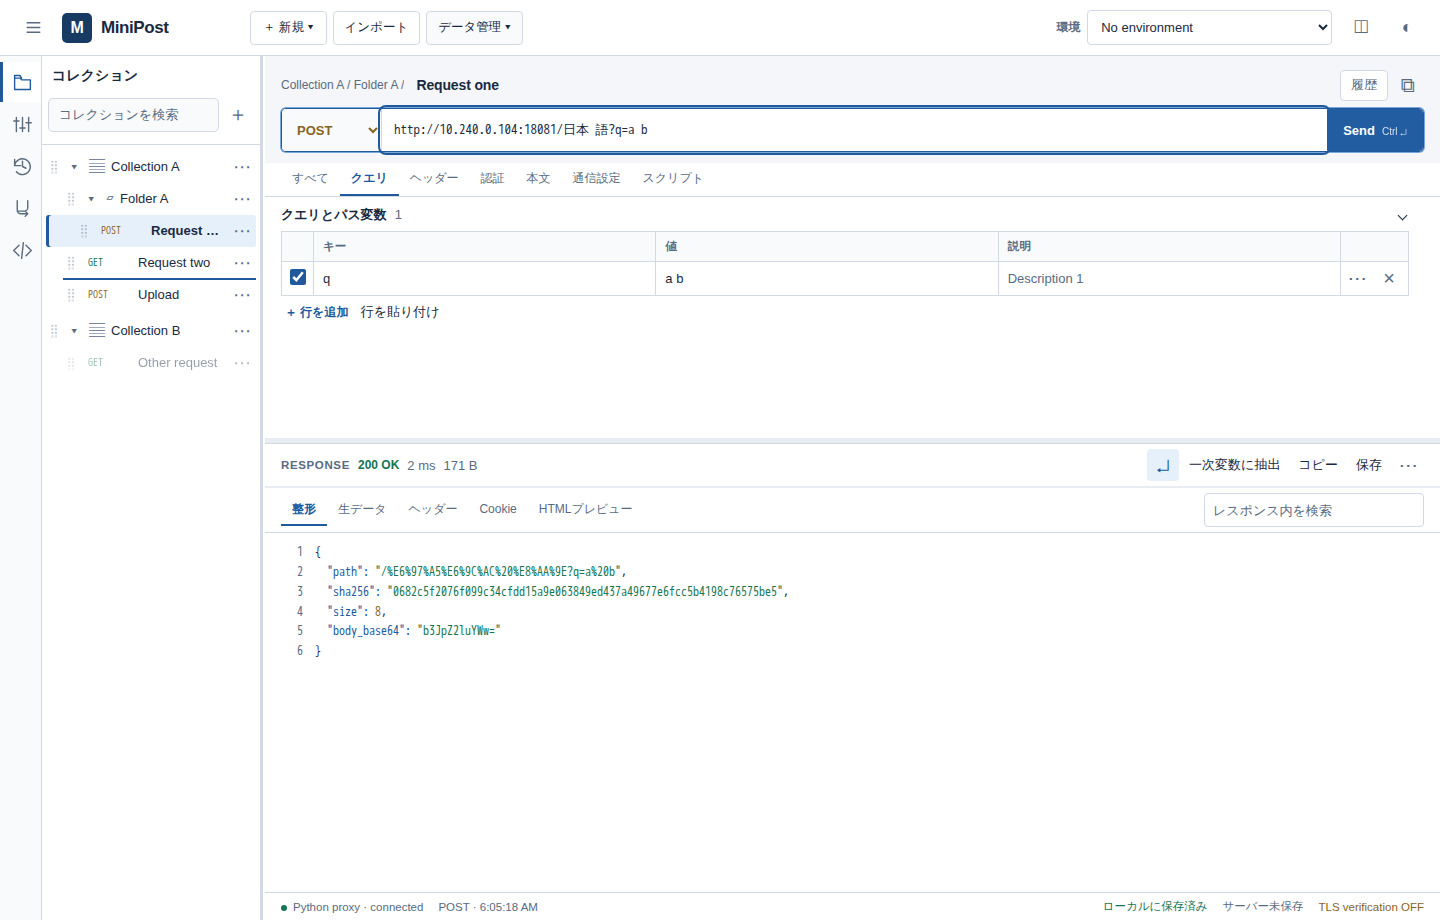 M MiniPost ＋ 新規 ▾ インポート データ管理 ▾ 環境 No environment
コレクション
コレクションを検索 ＋
Collection A
Folder A
POST Request ...
GET Request two
POST Upload
Collection B
GET Other request
Collection A / Folder A / Request one 履歴
POST http://10.240.0.104:18081/日本 語?q=a b Send Ctrl ↵
すべて クエリ ヘッダー 認証 本文 通信設定 スクリプト
クエリとパス変数 1
キー 値 説明
q a b Description 1 ··· ✕
＋ 行を追加 行を貼り付け
RESPONSE 200 OK 2 ms 171 B ↵ 一次変数に抽出 コピー 保存 ···
整形 生データ ヘッダー Cookie HTMLプレビュー レスポンス内を検索
1 {
2 "path": "/%E6%97%A5%E6%9C%AC%20%E8%AA%9E?q=a%20b",
3 "sha256": "0682c5f2076f099c34cfdd15a9e063849ed437a49677e6fcc5b4198c76575be5",
4 "size": 8,
5 "body_base64": "b3JpZ2luYWw="
6 }
Python proxy · connected POST · 6:05:18 AM ローカルに保存済み サーバー未保存 TLS verification OFF